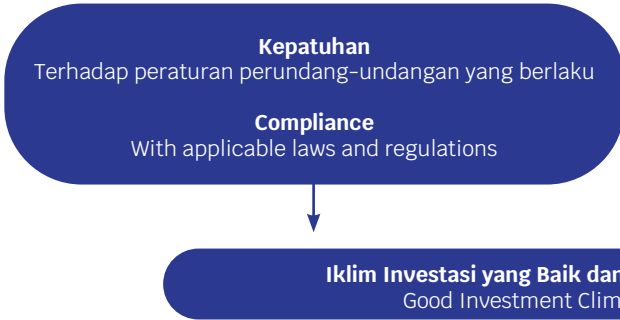 Kepatuhan
Terhadap peraturan perundang-undangan yang berlaku
Compliance
With applicable laws and regulations
Iklim Investasi yang Baik dan
Good Investment Clim